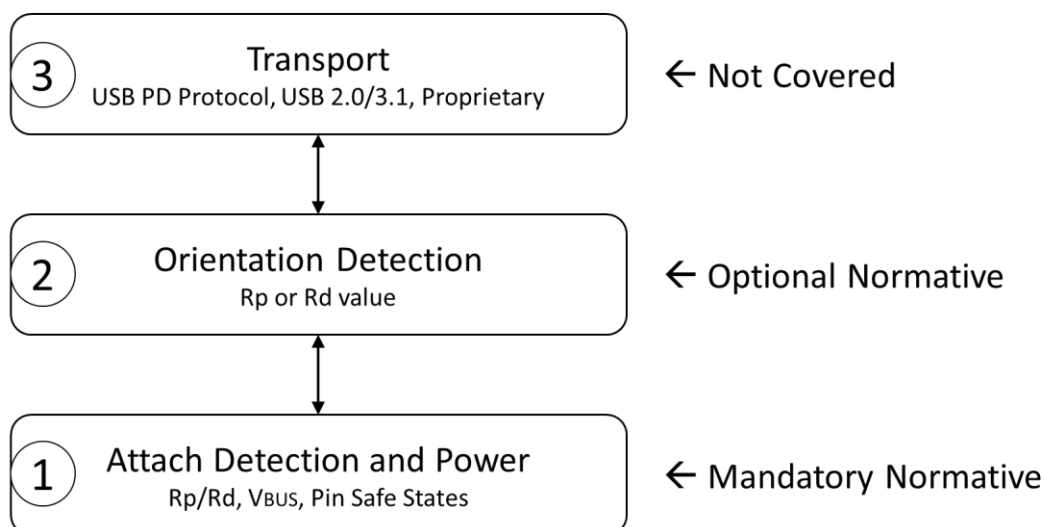 3
Transport
USB PD Protocol, USB 2.0/3.1, Proprietary
← Not Covered
2
Orientation Detection
Rp or Rd value
← Optional Normative
1
Attach Detection and Power
Rp/Rd, VBUS, Pin Safe States
← Mandatory Normative